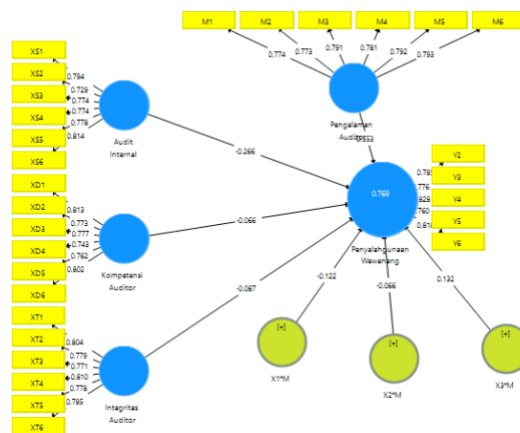 M1
M2
M3
M4
M5
M6
0.774
0.773
0.791
0.781
0.792
0.793
Pengalaman
Auditor
XS1
XS2
XS3
XS4
XS5
XS6
0.794
0.729
0.774
0.774
0.778
0.814
Audit
Internal
-0.266
XD1
XD2
XD3
XD4
XD5
XD6
0.813
0.773
0.777
0.743
0.762
0.802
Kompetensi
Auditor
-0.066
XT1
XT2
XT3
XT4
XT5
XT6
0.804
0.779
0.771
0.810
0.778
0.785
Integritas
Auditor
-0.087
0.769
Penyalahgunaan
Wewenang
Y2
Y3
Y4
Y5
Y6
776
828
760
-0.122
-0.066
0.132
[+]
X1*M
[+]
X2*M
[+]
X3*M